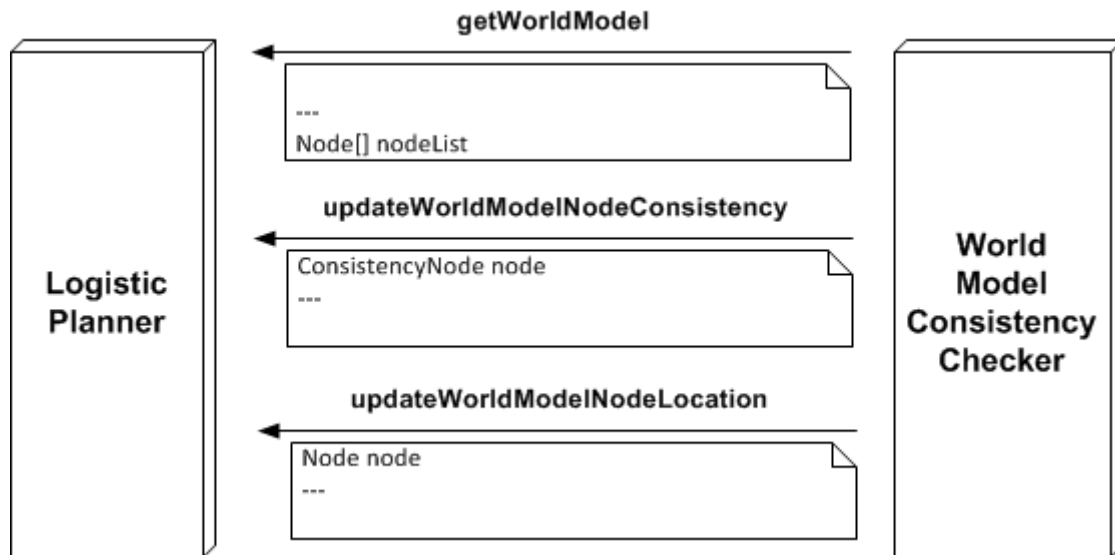 getWorldModel
---
Node[] nodeList
updateWorldModelNodeConsistency
ConsistencyNode node
---
Logistic
Planner
World
Model
Consistency
Checker
updateWorldModelNodeLocation
Node node
---